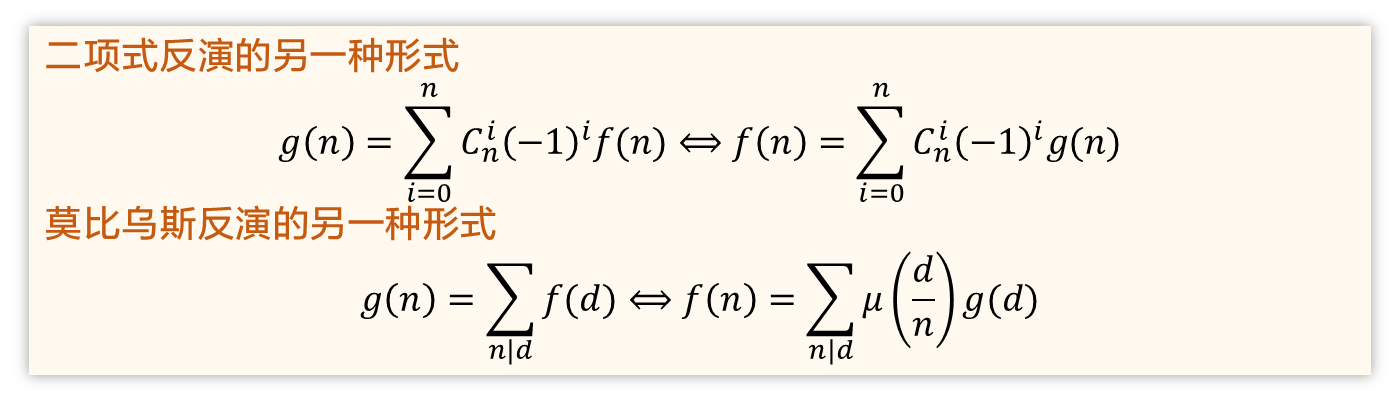 二项式反演的另一种形式
g(n) = \sum_{i=0}^{n} C_n^i (-1)^i f(n) \Leftrightarrow f(n) = \sum_{i=0}^{n} C_n^i (-1)^i g(n)
莫比乌斯反演的另一种形式
g(n) = \sum_{n|d} f(d) \Leftrightarrow f(n) = \sum_{n|d} \mu\left(\frac{d}{n}\right) g(d)